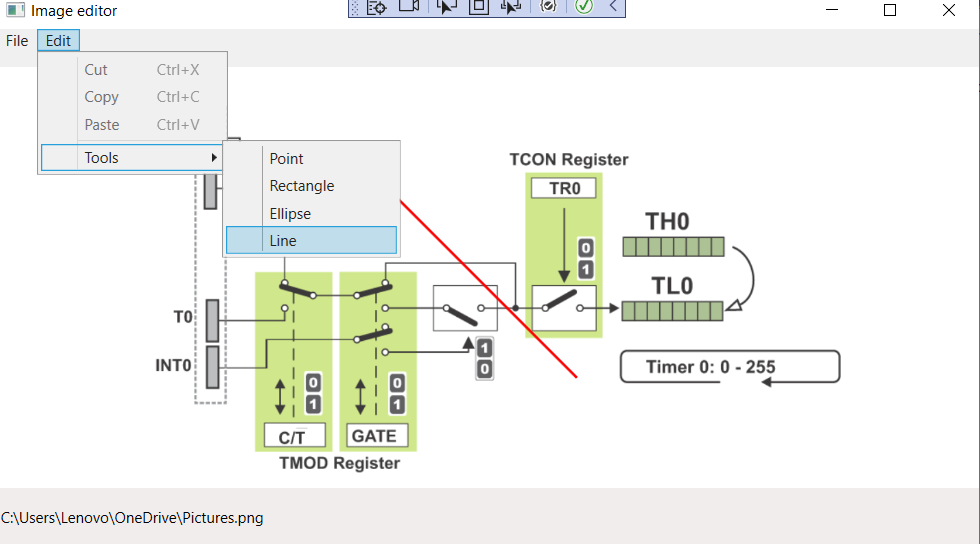 Image editor
File Edit
Cut Ctrl+X
Copy Ctrl+C
Paste Ctrl+V
Tools
Point
Rectangle
Ellipse
Line
TCON Register
TR0
0
1
TH0
TL0
T0
INT0
1
0
Timer 0: 0 - 255
0
1
0
1
C/T
GATE
TMOD Register
C:\Users\Lenovo\OneDrive\Pictures.png